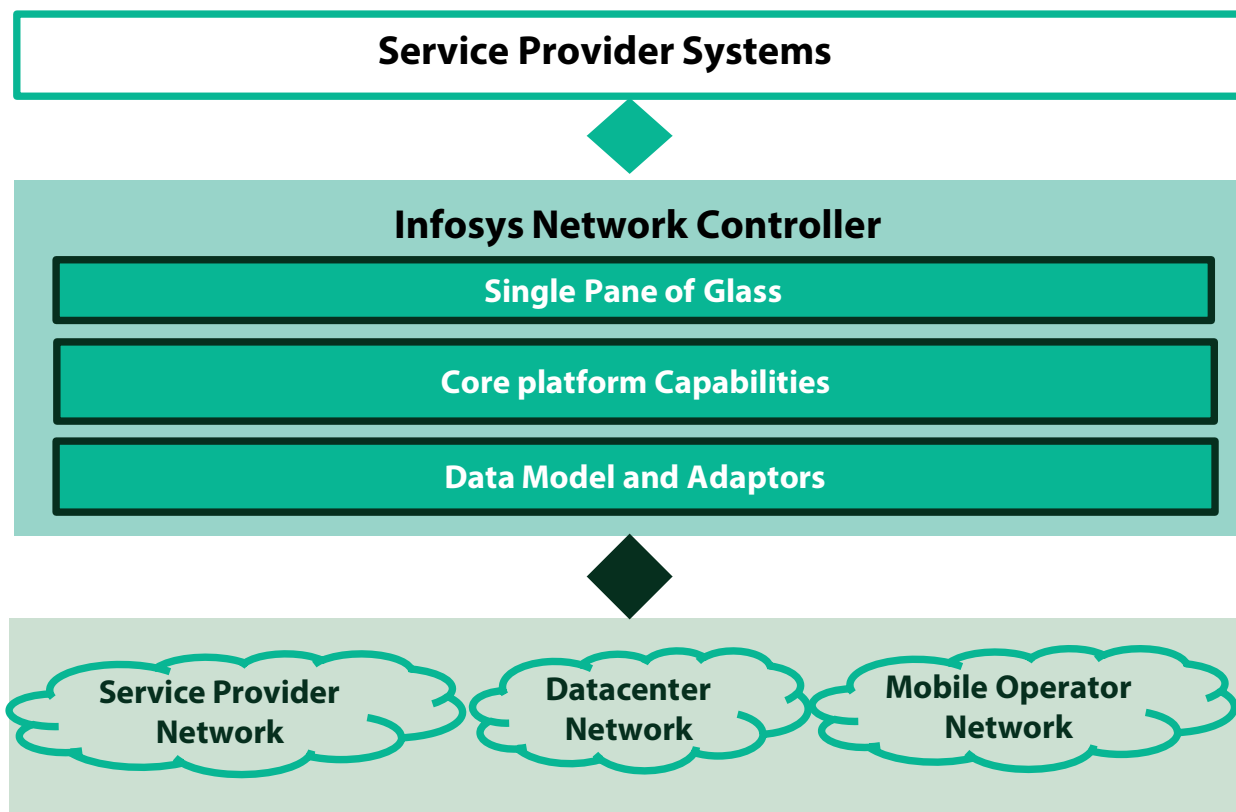 Service Provider Systems
Infosys Network Controller
Single Pane of Glass
Core platform Capabilities
Data Model and Adaptors
Service Provider
Network
Datacenter
Network
Mobile Operator
Network